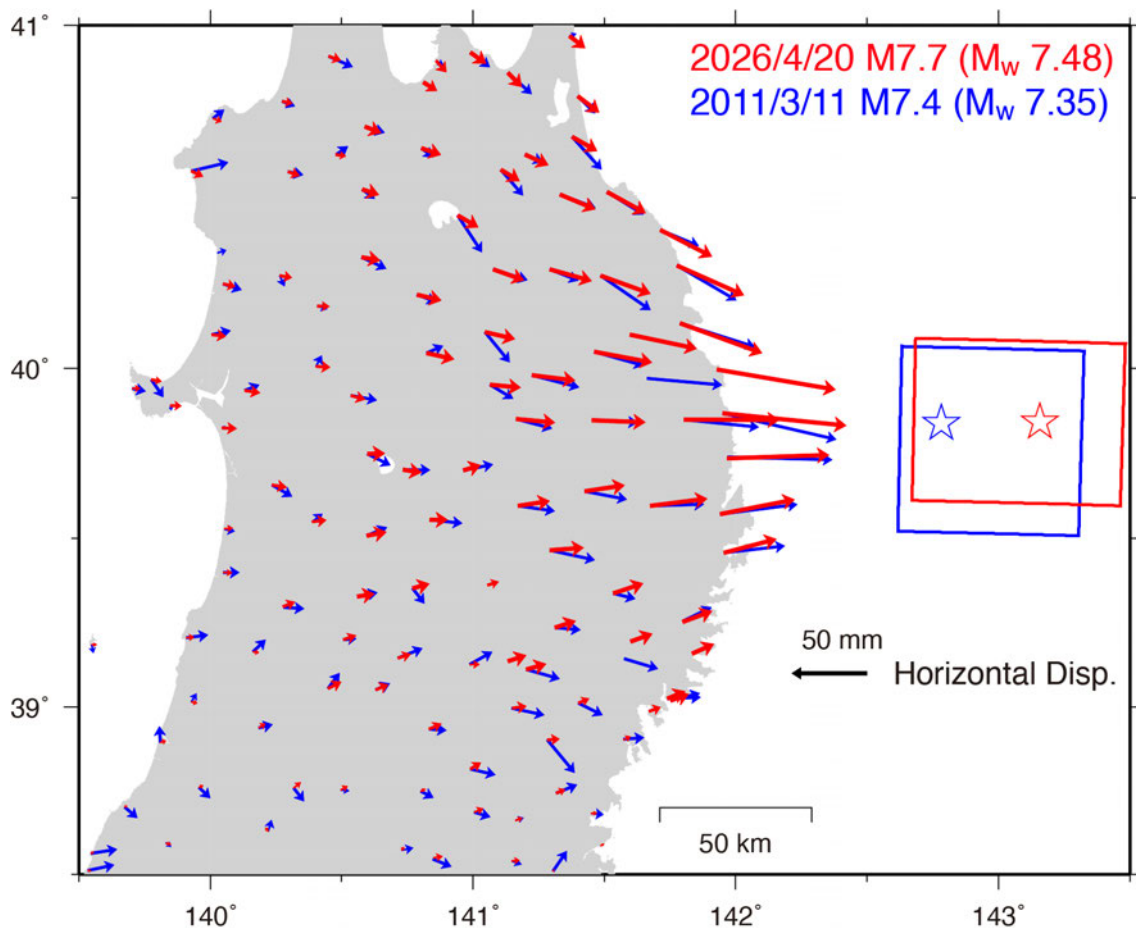 41°
2026/4/20 M7.7 (Mw 7.48)
2011/3/11 M7.4 (Mw 7.35)
40°
50 mm
Horizontal Disp.
39°
50 km
140° 141° 142° 143°